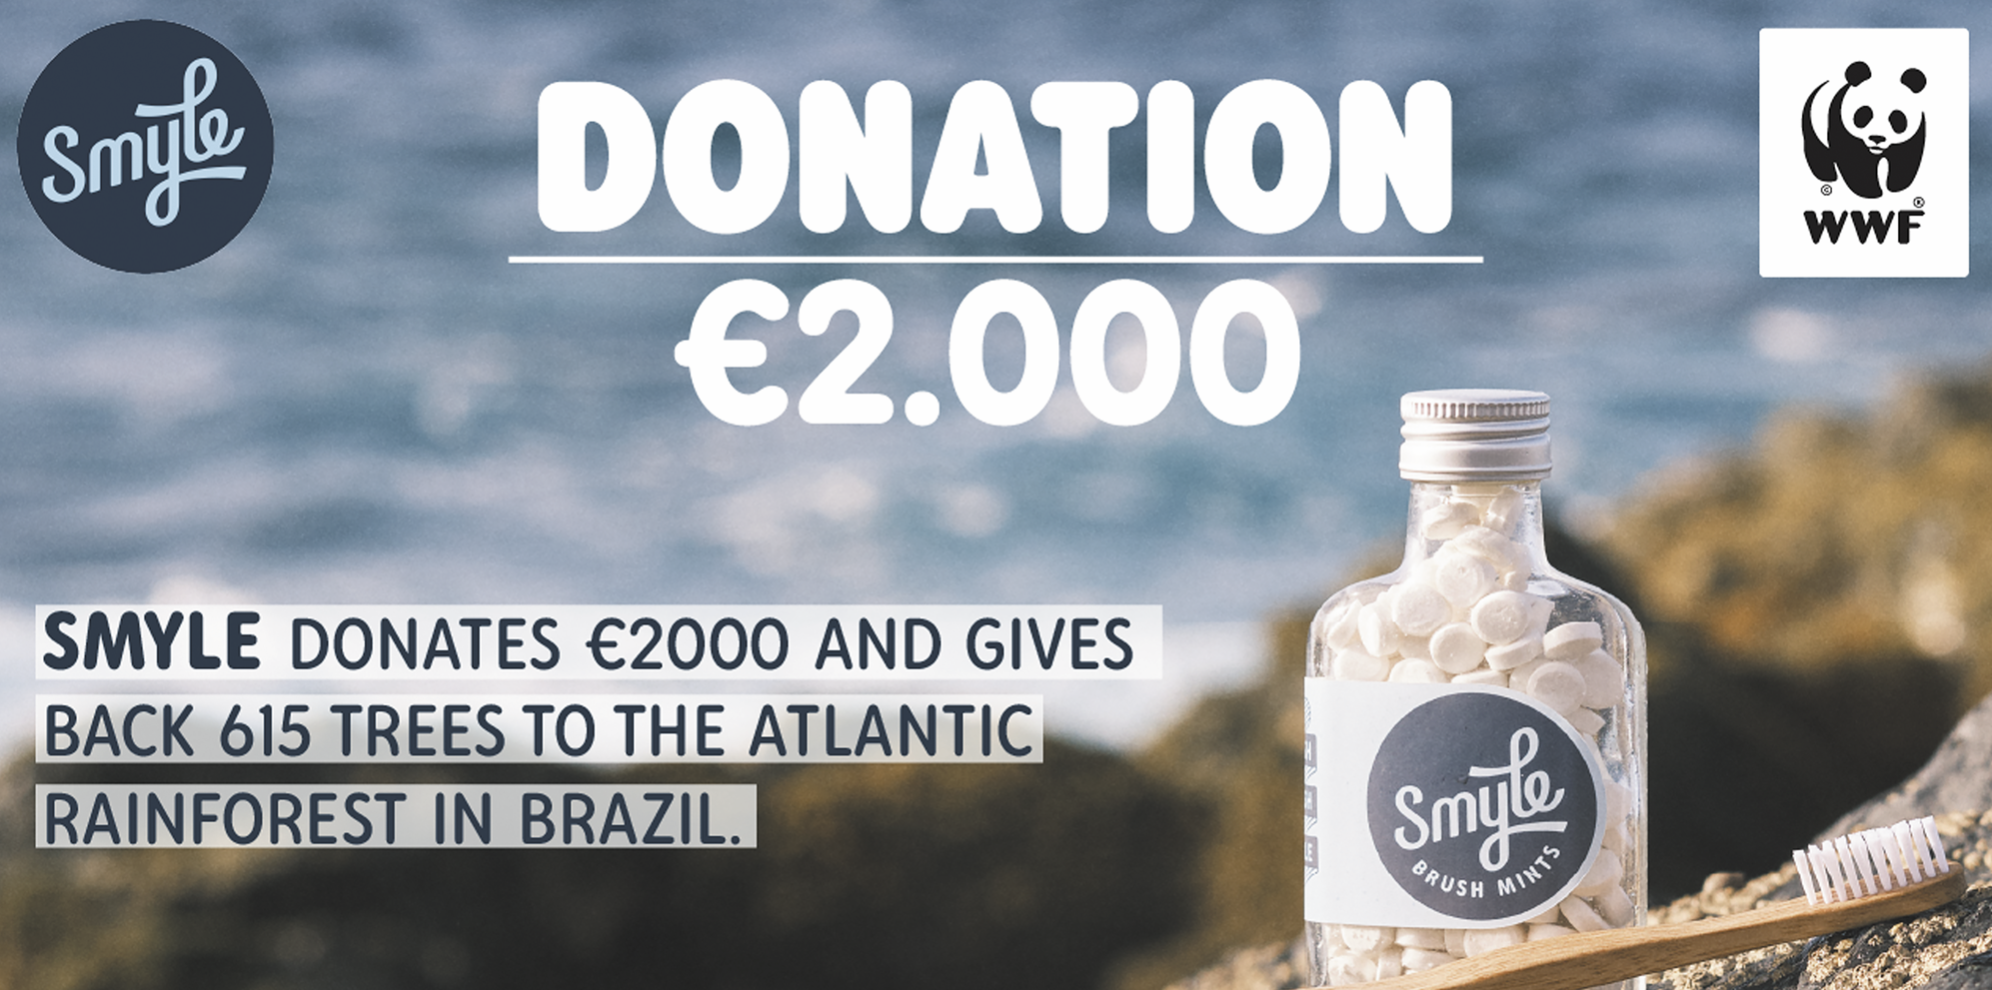 Smyle
DONATION
€2.000
© ®
WWF
SMYLE DONATES €2000 AND GIVES
BACK 615 TREES TO THE ATLANTIC
RAINFOREST IN BRAZIL.
Smyle
BRUSH MINTS